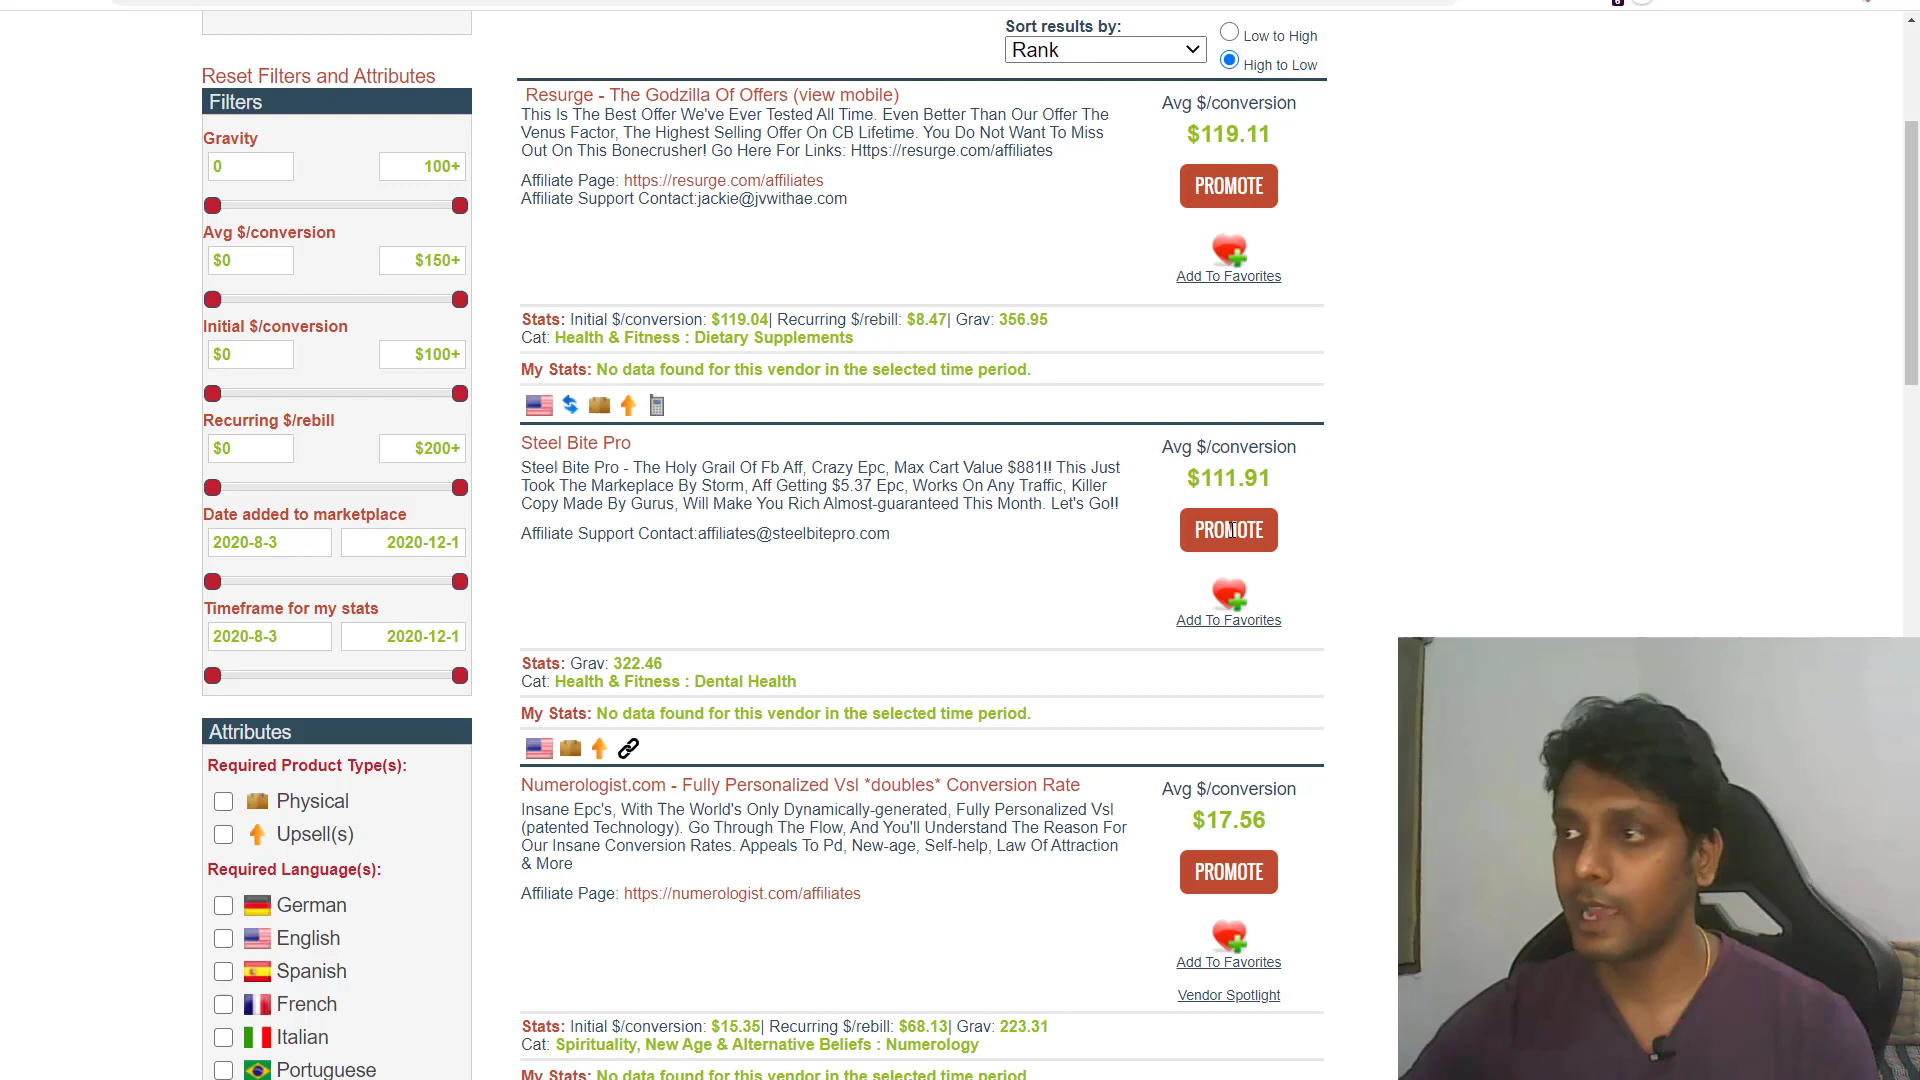 Sort results by:
Rank
Low to High
High to Low
Reset Filters and Attributes
Filters
Gravity
0
100+
Avg $/conversion
$0
$150+
Initial $/conversion
$0
$100+
Recurring $/rebill
$0
$200+
Date added to marketplace
2020-8-3
2020-12-1
Timeframe for my stats
2020-8-3
2020-12-1
Attributes
Required Product Type(s):
Physical
Upsell(s)
Required Language(s):
German
English
Spanish
French
Italian
Portuguese
Resurge - The Godzilla Of Offers (view mobile)
This Is The Best Offer We've Ever Tested All Time. Even Better Than Our Offer The
Venus Factor, The Highest Selling Offer On CB Lifetime. You Do Not Want To Miss
Out On This Bonecrusher! Go Here For Links: Https://resurge.com/affiliates
Affiliate Page: https://resurge.com/affiliates
Affiliate Support Contact:jackie@jvwithae.com
Avg $/conversion
$119.11
PROMOTE
Add To Favorites
Stats: Initial $/conversion: $119.04| Recurring $/rebill: $8.47| Grav: 356.95
Cat: Health & Fitness : Dietary Supplements
My Stats: No data found for this vendor in the selected time period.
Steel Bite Pro
Steel Bite Pro - The Holy Grail Of Fb Aff, Crazy Epc, Max Cart Value $881!! This Just
Took The Markeplace By Storm, Aff Getting $5.37 Epc, Works On Any Traffic, Killer
Copy Made By Gurus, Will Make You Rich Almost-guaranteed This Month. Let's Go!!
Affiliate Support Contact:affiliates@steelbitepro.com
Avg $/conversion
$111.91
PROMOTE
Add To Favorites
Stats: Grav: 322.46
Cat: Health & Fitness : Dental Health
My Stats: No data found for this vendor in the selected time period.
Numerologist.com - Fully Personalized Vsl *doubles* Conversion Rate
Insane Epc's, With The World's Only Dynamically-generated, Fully Personalized Vsl
(patented Technology). Go Through The Flow, And You'll Understand The Reason For
Our Insane Conversion Rates. Appeals To Pd, New-age, Self-help, Law Of Attraction
& More
Affiliate Page: https://numerologist.com/affiliates
Avg $/conversion
$17.56
PROMOTE
Add To Favorites
Vendor Spotlight
Stats: Initial $/conversion: $15.35| Recurring $/rebill: $68.13| Grav: 223.31
Cat: Spirituality, New Age & Alternative Beliefs : Numerology
My Stats: No data found for this vendor in the selected time period.